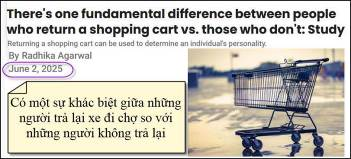 There's one fundamental difference between people
who return a shopping cart vs. those who don't: Study
Returning a shopping cart can be used to determine an individual's personality.
By Radhika Agarwal
June 2, 2025
Có một sự khác biệt giữa những
người trả lại xe đi chợ so với
những người không trả lại